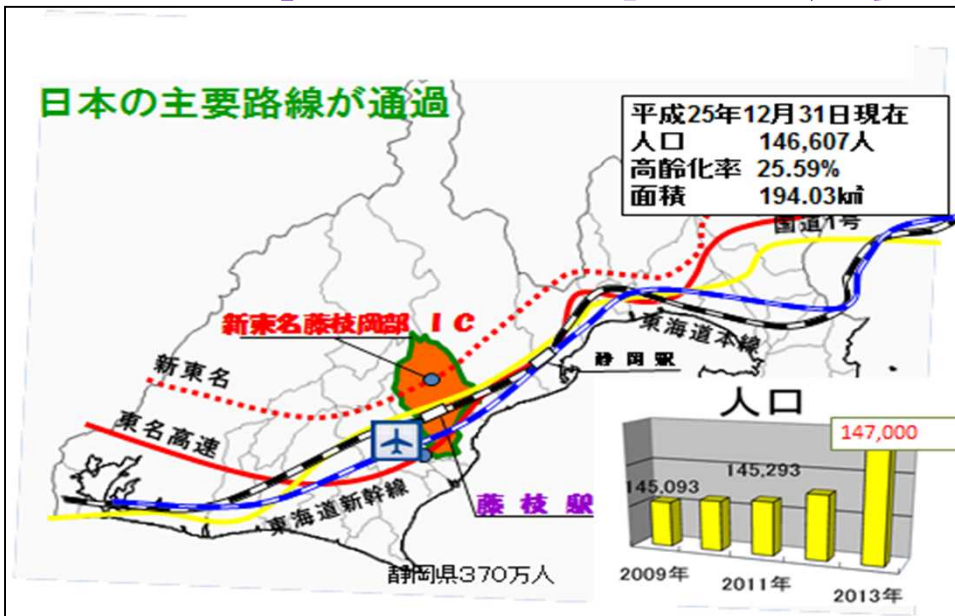 日本の主要路線が通過
平成25年12月31日現在
人口 146,607人
高齢化率 25.59%
面積 194.03㎢
国道1号
新東名藤枝岡部 IC
東海道本線
静岡駅
新東名
東名高速
東海道新幹線
藤枝駅
静岡県370万人
人口
147,000
145,293
145,093
2009年
2011年
2013年